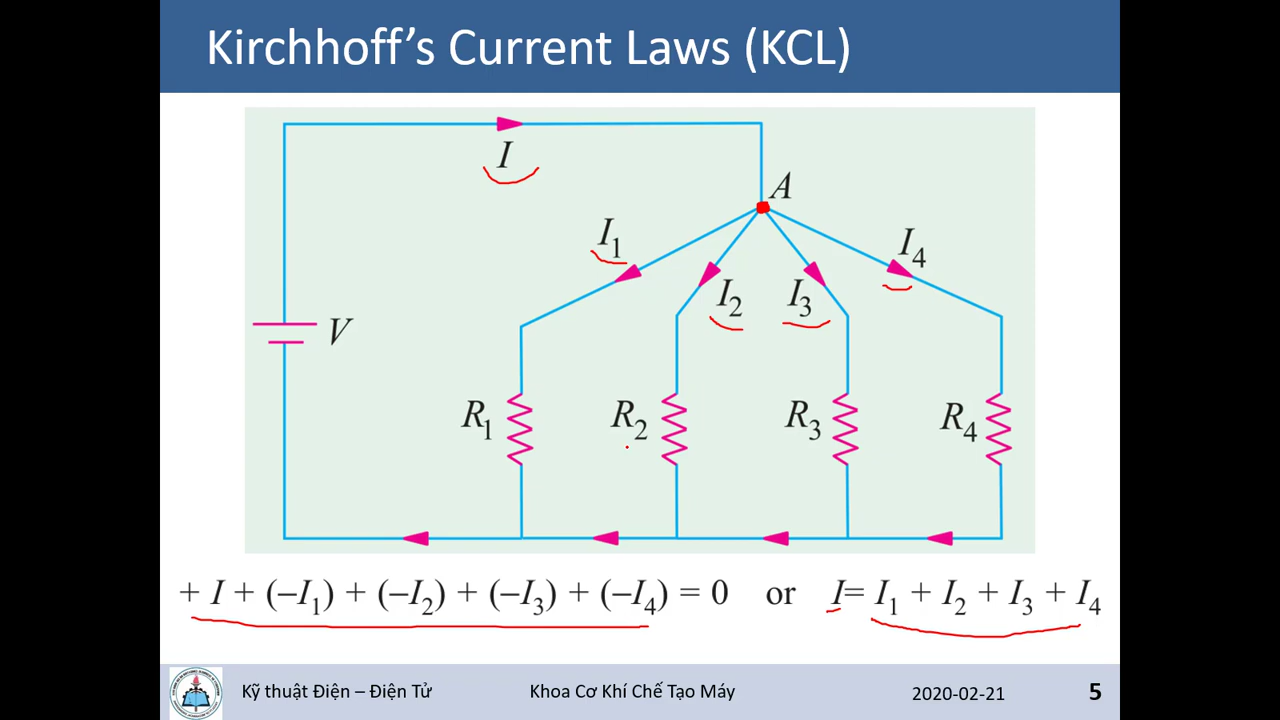 Kirchhoff’s Current Laws (KCL)
I
A
I₁
I₄
I₂
I₃
V
R₁
R₂
R₃
R₄
+ I + (–I₁) + (–I₂) + (–I₃) + (–I₄) = 0 or I= I₁ + I₂ + I₃ + I₄
Kỹ thuật Điện – Điện Tử
Khoa Cơ Khí Chế Tạo Máy
2020-02-21
5